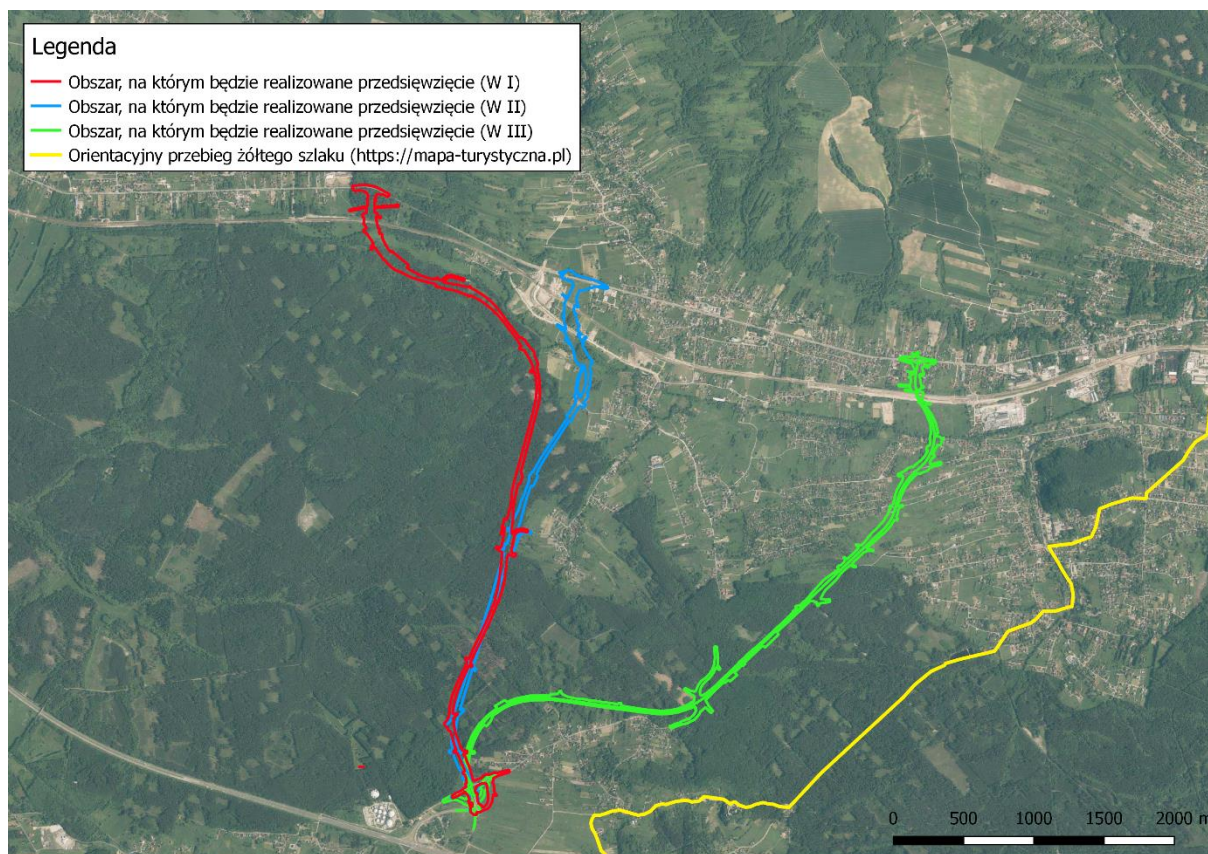 Legenda
Obszar, na którym będzie realizowane przedsięwzięcie (W I)
Obszar, na którym będzie realizowane przedsięwzięcie (W II)
Obszar, na którym będzie realizowane przedsięwzięcie (W III)
Orientacyjny przebieg żółtego szlaku (https://mapa-turystyczna.pl)
0 500 1000 1500 2000 m